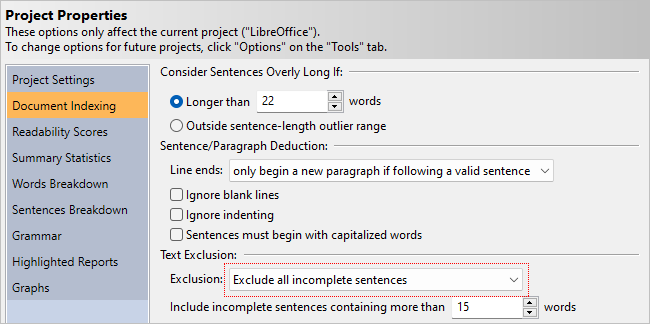 Project Properties
These options only affect the current project ("LibreOffice").
To change options for future projects, click "Options" on the "Tools" tab.
Project Settings
Document Indexing
Readability Scores
Summary Statistics
Words Breakdown
Sentences Breakdown
Grammar
Highlighted Reports
Graphs
Consider Sentences Overly Long If:
Longer than 22 words
Outside sentence-length outlier range
Sentence/Paragraph Deduction:
Line ends: only begin a new paragraph if following a valid sentence
Ignore blank lines
Ignore indenting
Sentences must begin with capitalized words
Text Exclusion:
Exclusion: Exclude all incomplete sentences
Include incomplete sentences containing more than 15 words